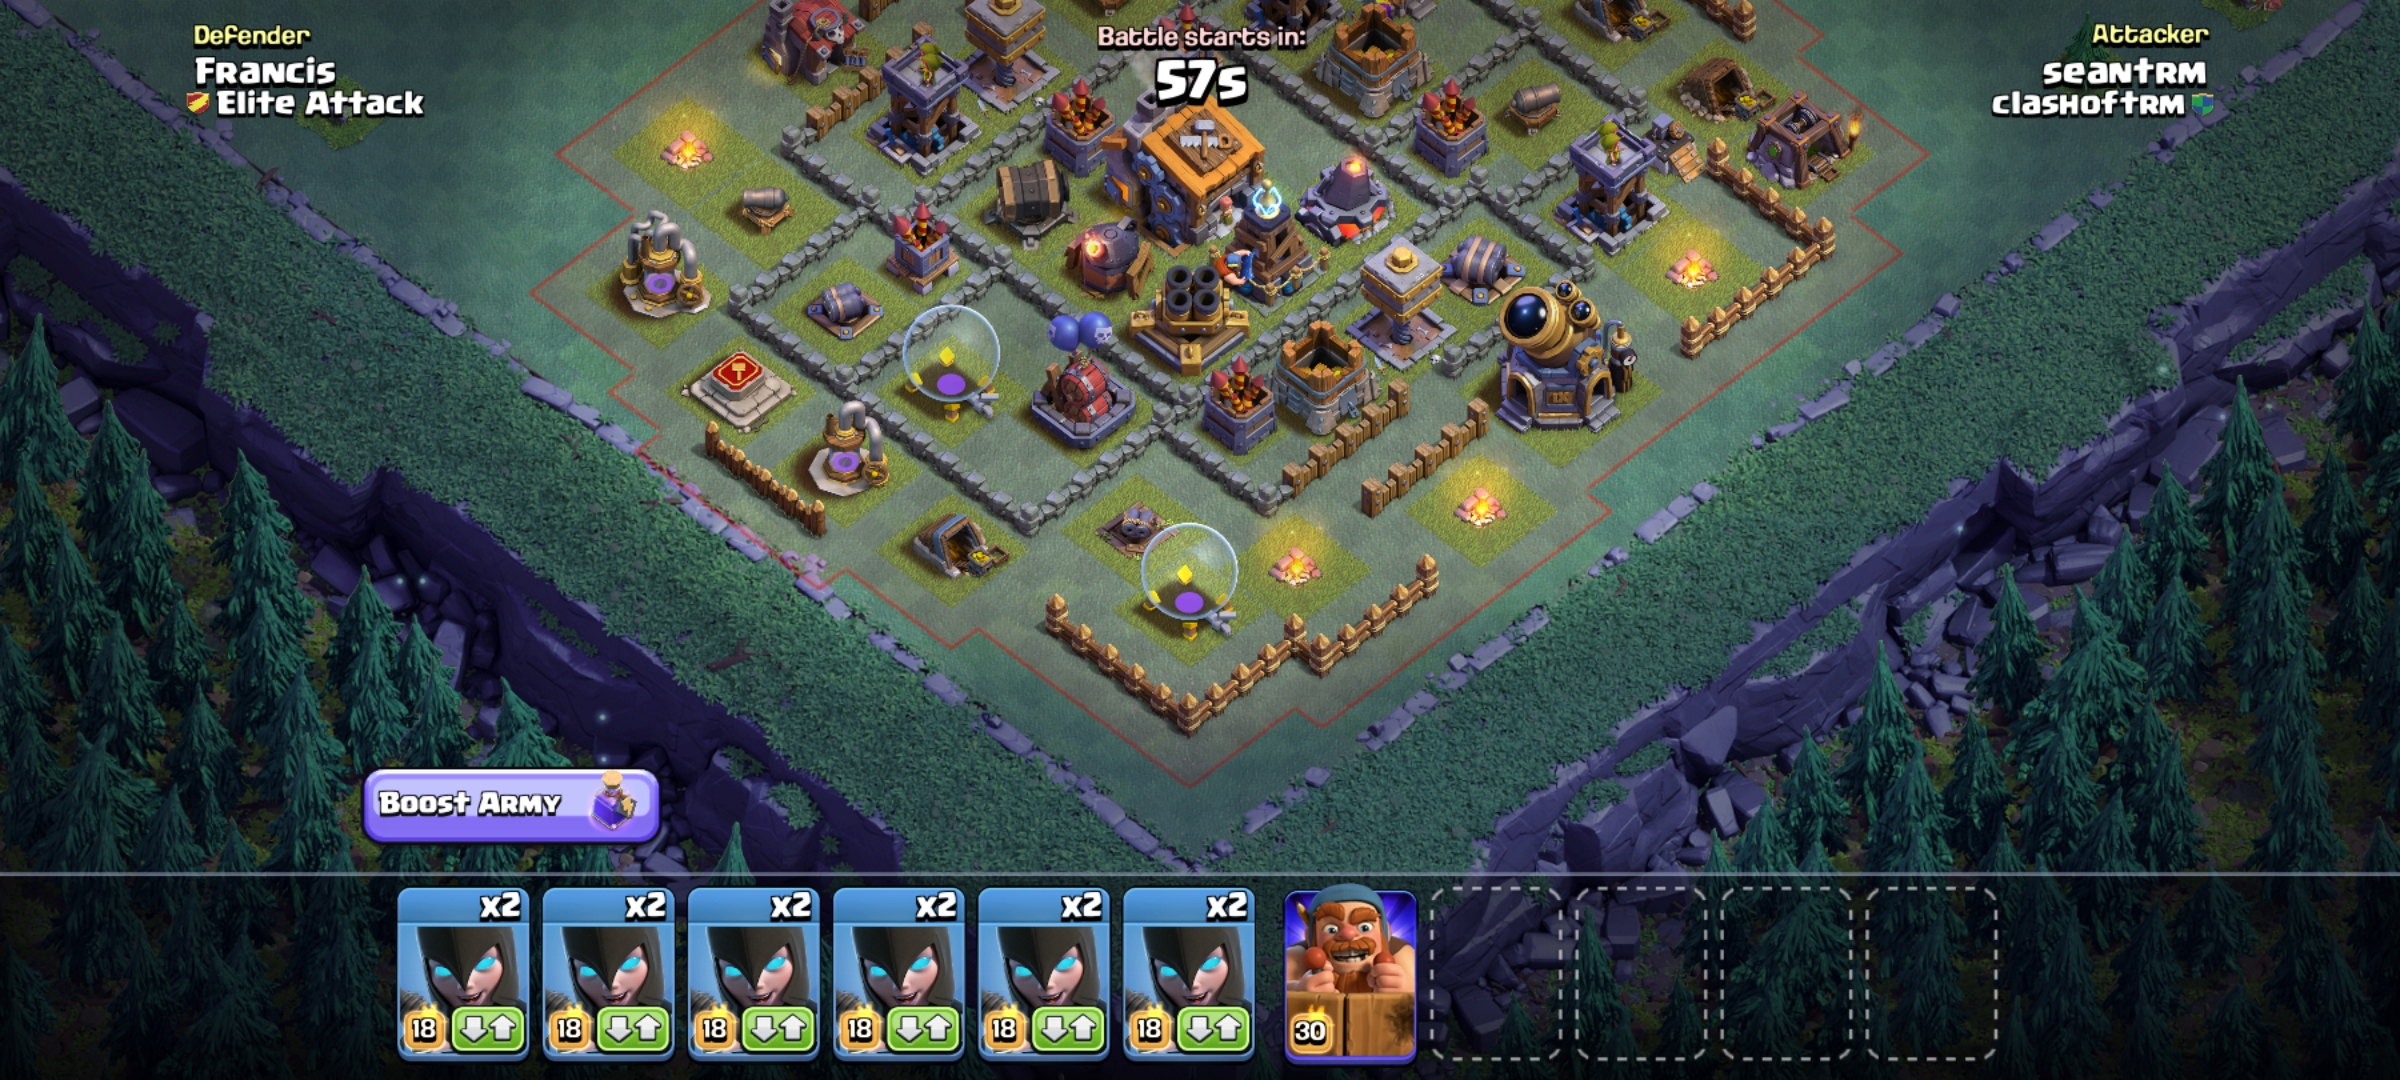 Defender
Francis
Elite Attack
Battle starts in:
57s
Attacker
seantRM
clashoftRM
Boost Army
x2
x2
x2
x2
x2
x2
18
18
18
18
18
18
30